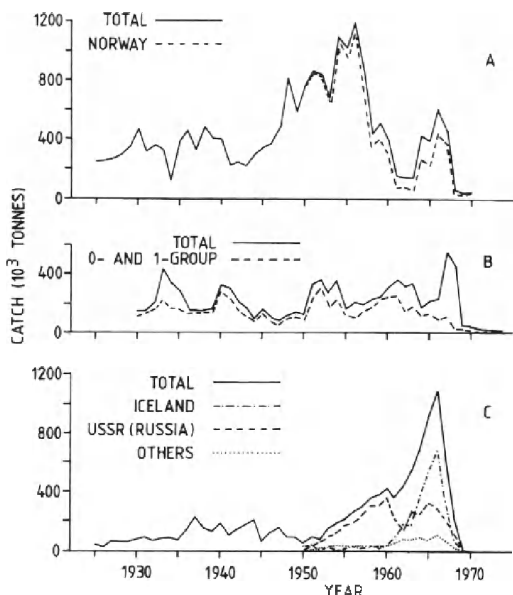 1200
TOTAL
NORWAY
A
800
400
0
TOTAL
0- AND 1-GROUP
B
400
0
CATCH (10³ TONNES)
1200
TOTAL
C
ICELAND
800
USSR (RUSSIA)
OTHERS
400
0
1930 1940 1950 1960 1970
YEAR